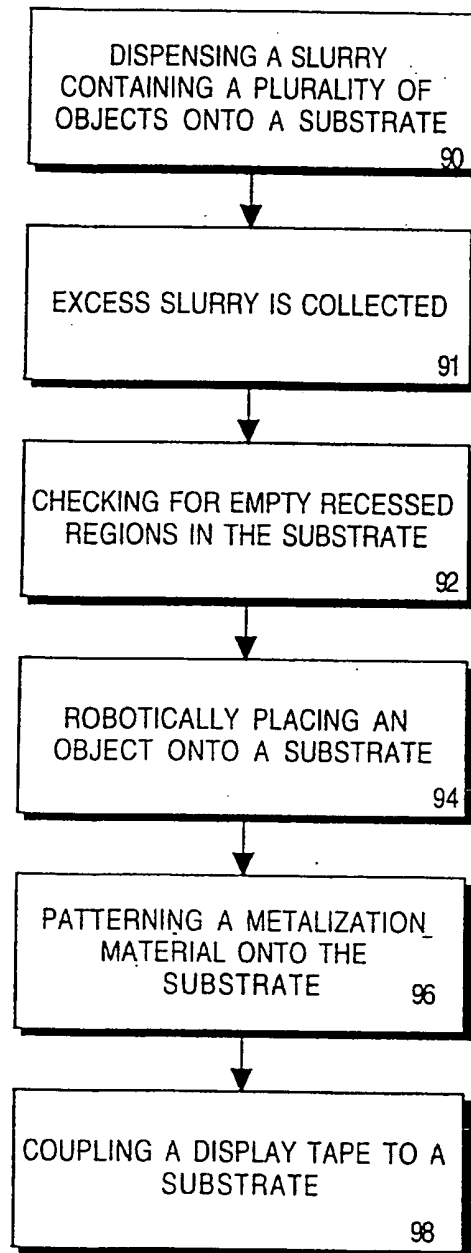 DISPENSING A SLURRY
CONTAINING A PLURALITY OF
OBJECTS ONTO A SUBSTRATE
90
EXCESS SLURRY IS COLLECTED
91
CHECKING FOR EMPTY RECESSED
REGIONS IN THE SUBSTRATE
92
ROBOTICALLY PLACING AN
OBJECT ONTO A SUBSTRATE
94
PATTERNING A METALIZATION
MATERIAL ONTO THE
SUBSTRATE 96
COUPLING A DISPLAY TAPE TO A
SUBSTRATE
98